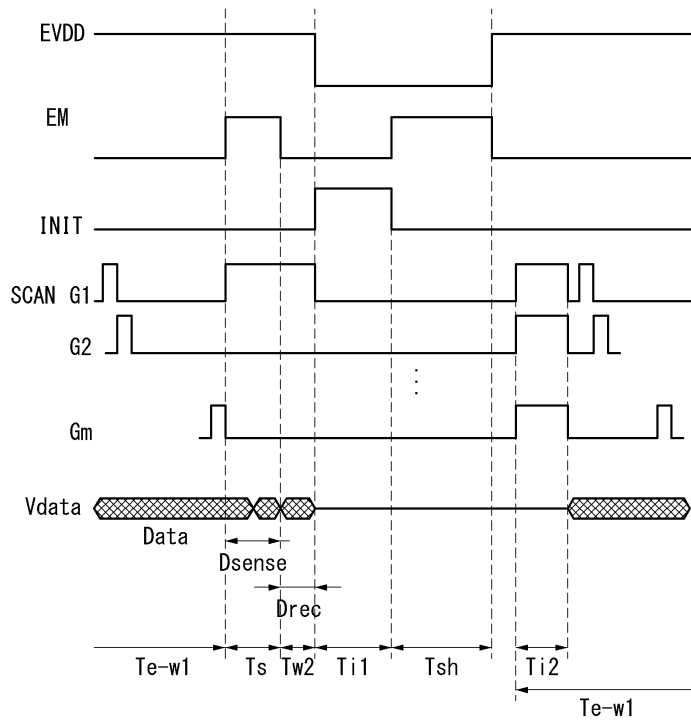 EVDD
EM
INIT
SCAN G1
G2
⋮
Gm
Vdata
Data
Dsense
Drec
Te-w1 Ts Tw2 Ti1 Tsh Ti2
Te-w1